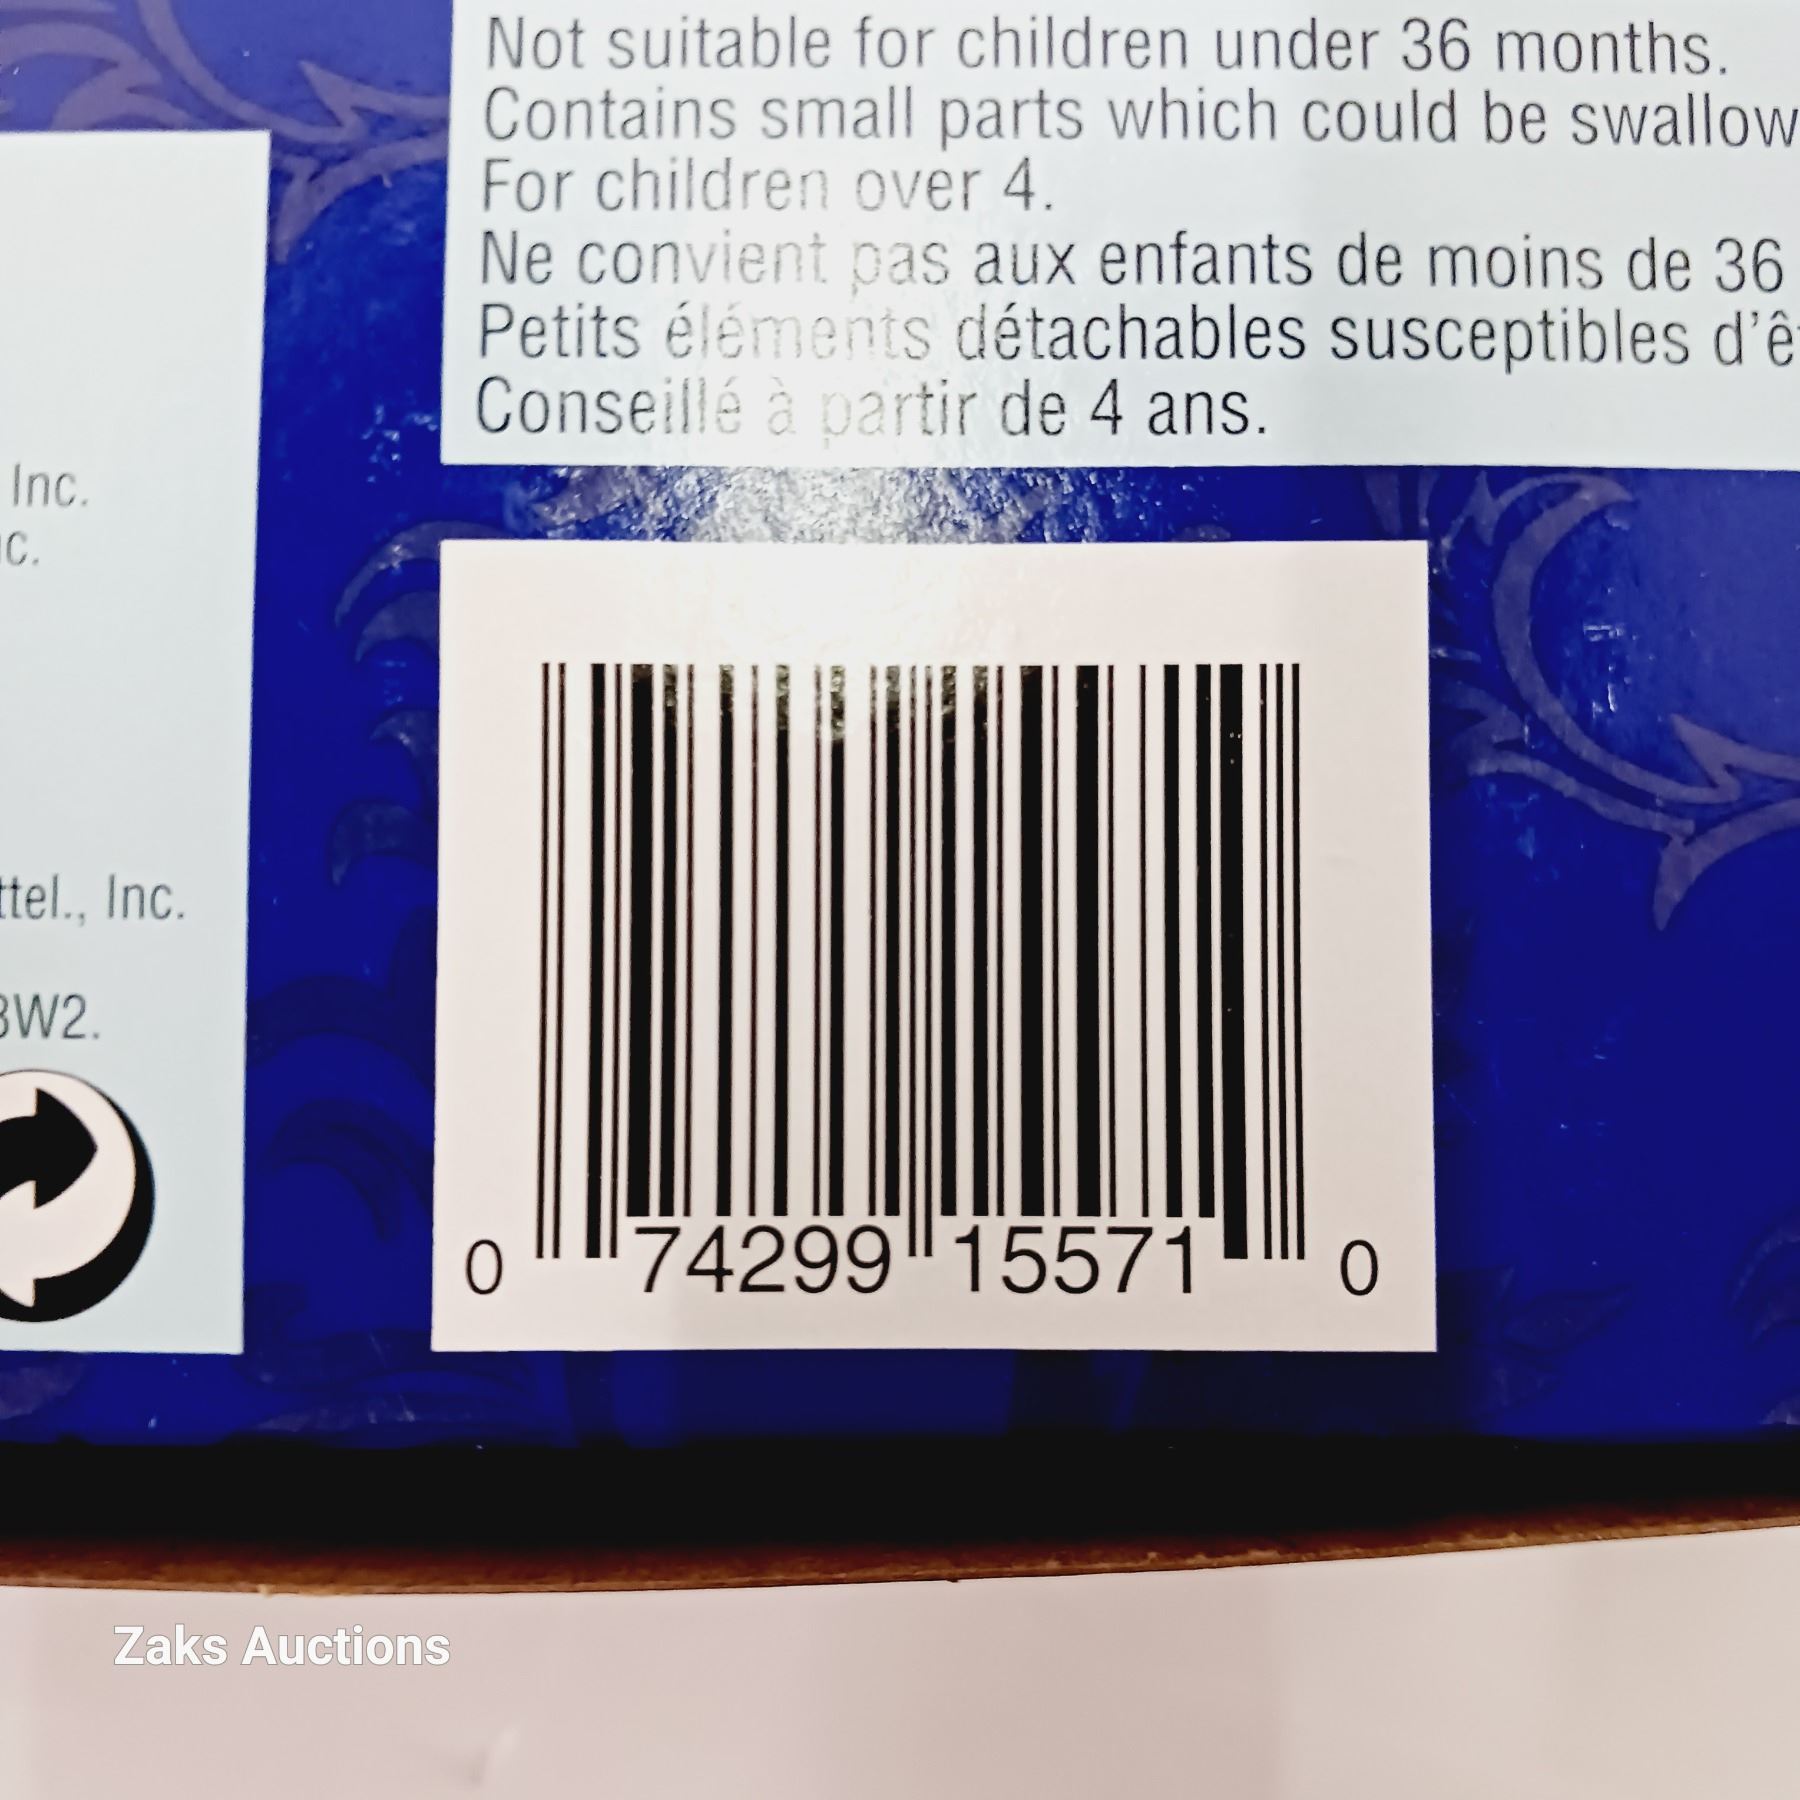 Not suitable for children under 36 months.
Contains small parts which could be swallow
For children over 4.
Ne convient pas aux enfants de moins de 36
Petits éléments détachables susceptibles d'ê
Conseillé à partir de 4 ans.
Inc.
c.
ttel., Inc.
3W2.
0 74299 15571 0
Zaks Auctions